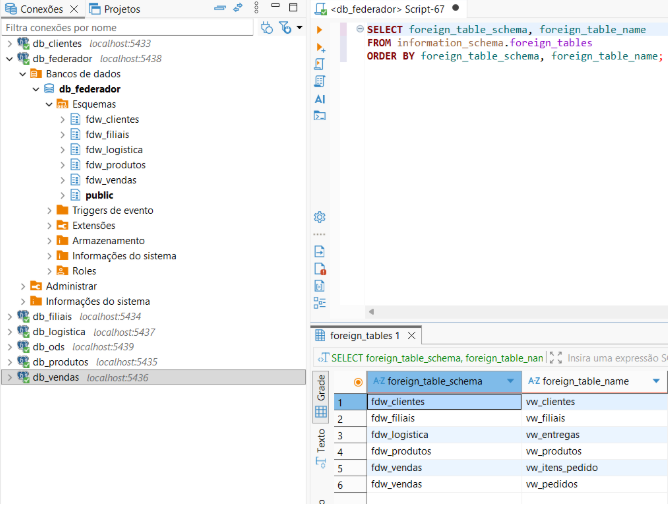 Conexões
Projetos
Filtra conexões por nome
db_clientes localhost:5433
db_federador localhost:5438
Bancos de dados
db_federador
Esquemas
fdw_clientes
fdw_filiais
fdw_logistica
fdw_produtos
fdw_vendas
public
Triggers de evento
Extensões
Armazenamento
Informações do sistema
Roles
Administrar
Informações do sistema
db_filiais localhost:5434
db_logistica localhost:5437
db_ods localhost:5439
db_produtos localhost:5435
db_vendas localhost:5436
<db_federador> Script-67
SELECT foreign_table_schema, foreign_table_name
FROM information_schema.foreign_tables
ORDER BY foreign_table_schema, foreign_table_name;
AI
foreign_tables 1
SELECT foreign_table_schema, foreign_table_nan
Insira uma expressão SC
Grade
Texto
A-Z foreign_table_schema A-Z foreign_table_name
1 fdw_clientes vw_clientes
2 fdw_filiais vw_filiais
3 fdw_logistica vw_entregas
4 fdw_produtos vw_produtos
5 fdw_vendas vw_itens_pedido
6 fdw_vendas vw_pedidos